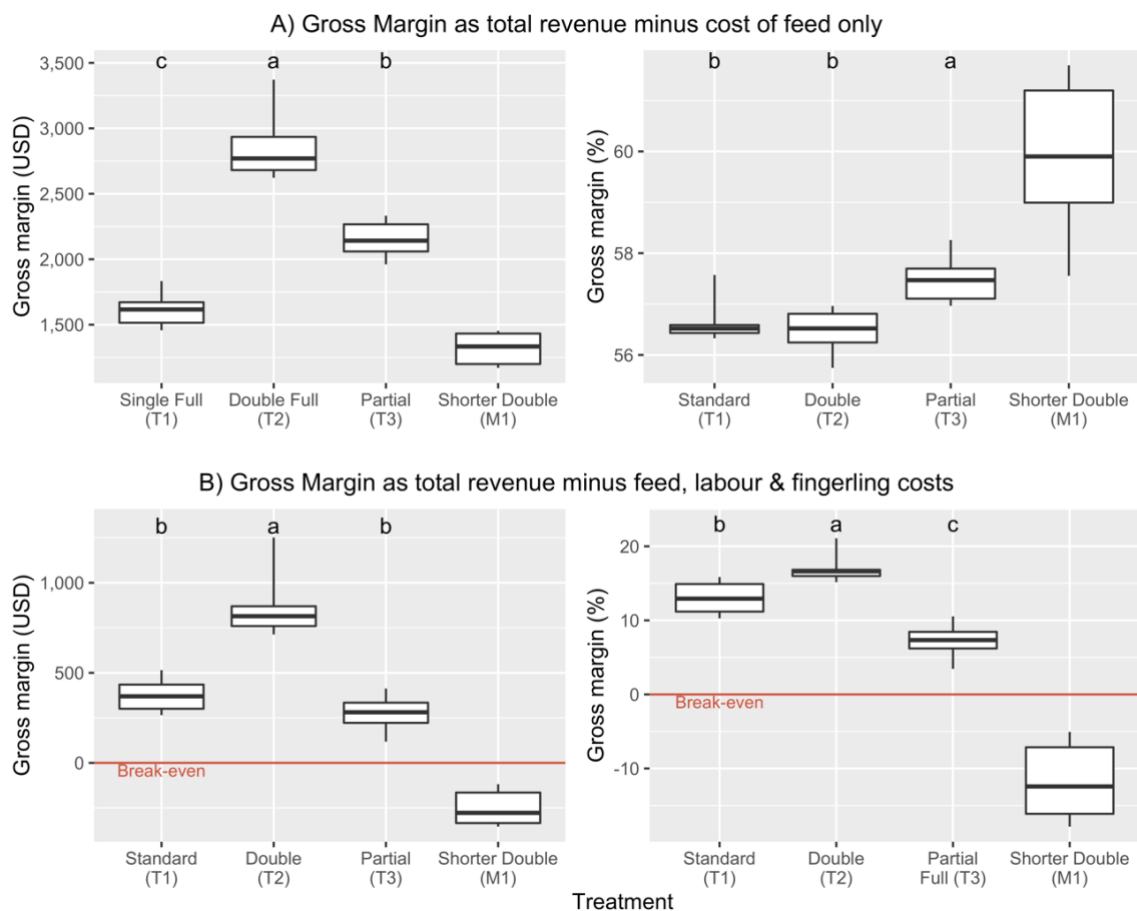 A) Gross Margin as total revenue minus cost of feed only
Gross margin (USD)
3,500
3,000
2,500
2,000
1,500
c
a
b
Single Full
(T1)
Double Full
(T2)
Partial
(T3)
Shorter Double
(M1)
Gross margin (%)
60
58
56
b
b
a
Standard
(T1)
Double
(T2)
Partial
(T3)
Shorter Double
(M1)
B) Gross Margin as total revenue minus feed, labour & fingerling costs
Gross margin (USD)
1,000
500
0
b
a
b
Break-even
Standard
(T1)
Double
(T2)
Partial
(T3)
Shorter Double
(M1)
Gross margin (%)
20
10
0
-10
b
a
c
Break-even
Standard
(T1)
Double
(T2)
Partial
Full (T3)
Shorter Double
(M1)
Treatment